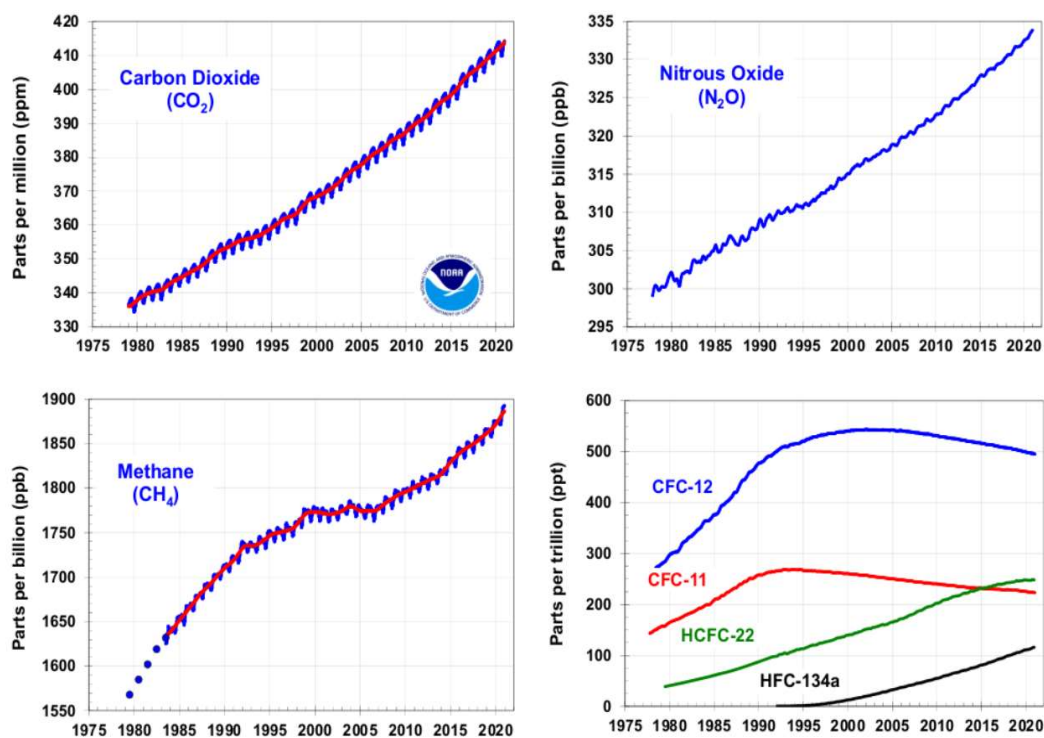 420
410
400
390
380
370
360
350
340
330
Parts per million (ppm)
Carbon Dioxide
(CO₂)
NOAA
1975 1980 1985 1990 1995 2000 2005 2010 2015 2020
335
330
325
320
315
310
305
300
295
Parts per billion (ppb)
Nitrous Oxide
(N₂O)
1975 1980 1985 1990 1995 2000 2005 2010 2015 2020
1900
1850
1800
1750
1700
1650
1600
1550
Parts per billion (ppb)
Methane
(CH₄)
1975 1980 1985 1990 1995 2000 2005 2010 2015 2020
600
500
400
300
200
100
0
Parts per trillion (ppt)
CFC-12
CFC-11
HCFC-22
HFC-134a
1975 1980 1985 1990 1995 2000 2005 2010 2015 2020